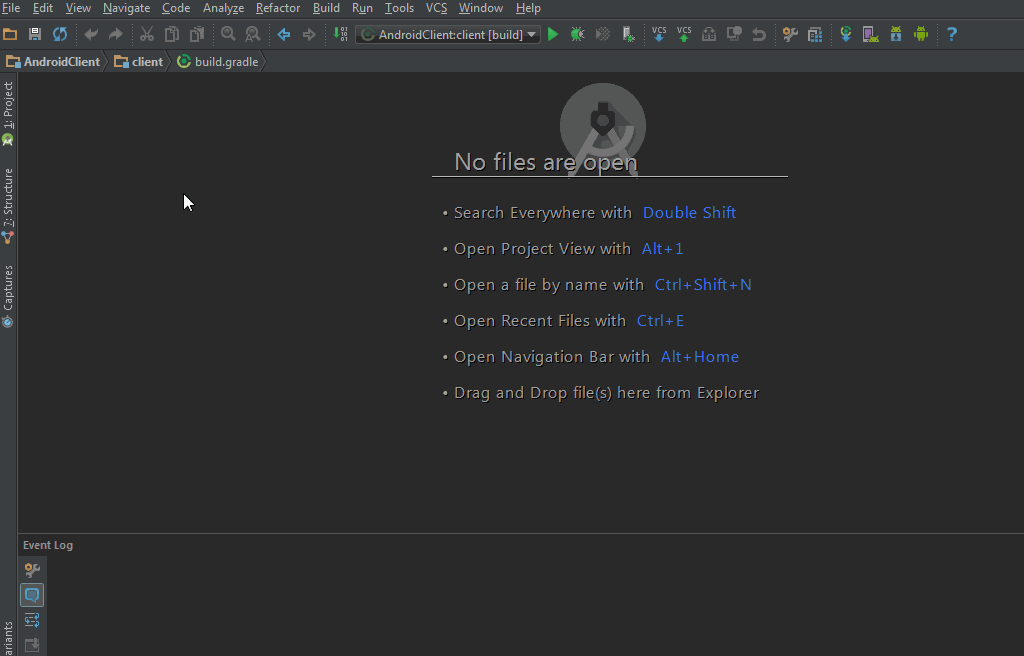 File Edit View Navigate Code Analyze Refactor Build Run Tools VCS Window Help
AndroidClient:client [build] VCS VCS ?
AndroidClient client build.gradle
1: Project
7: Structure
Captures
No files are open
• Search Everywhere with Double Shift
• Open Project View with Alt+1
• Open a file by name with Ctrl+Shift+N
• Open Recent Files with Ctrl+E
• Open Navigation Bar with Alt+Home
• Drag and Drop file(s) here from Explorer
Event Log
ariants